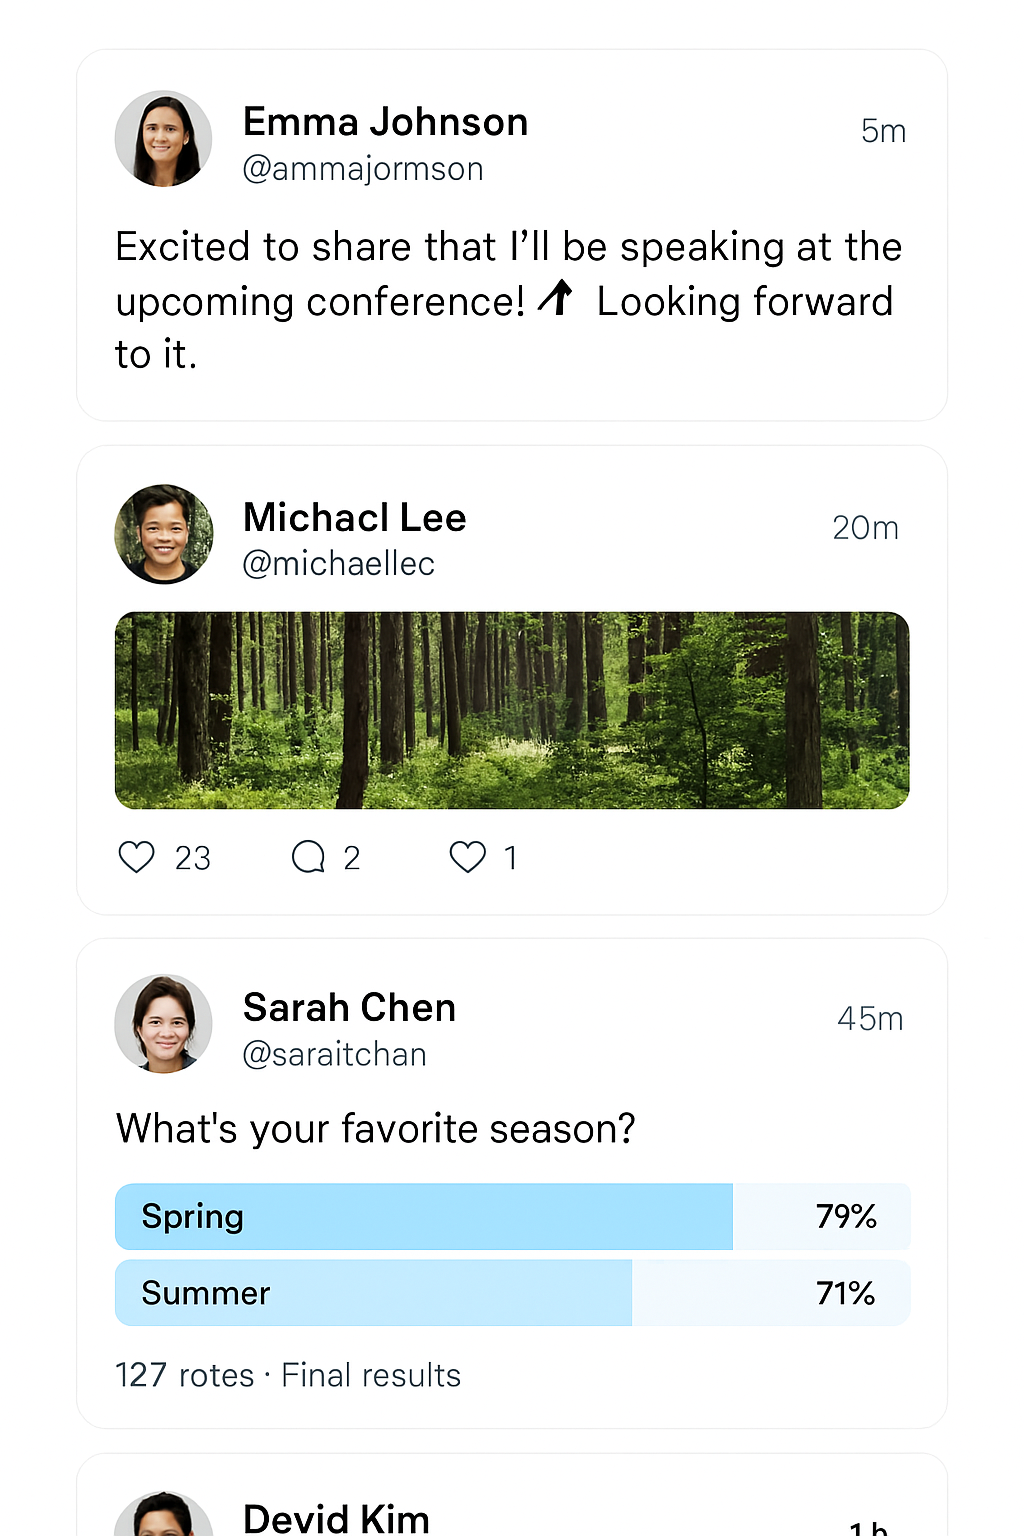 Emma Johnson
5m
@ammajormson
Excited to share that I'll be speaking at the
upcoming conference! Looking forward
to it.
Michacl Lee
20m
@michaellec
23
2
1
Sarah Chen
45m
@saraitchan
What's your favorite season?
Spring
79%
Summer
71%
127 rotes · Final results
Devid Kim
1h